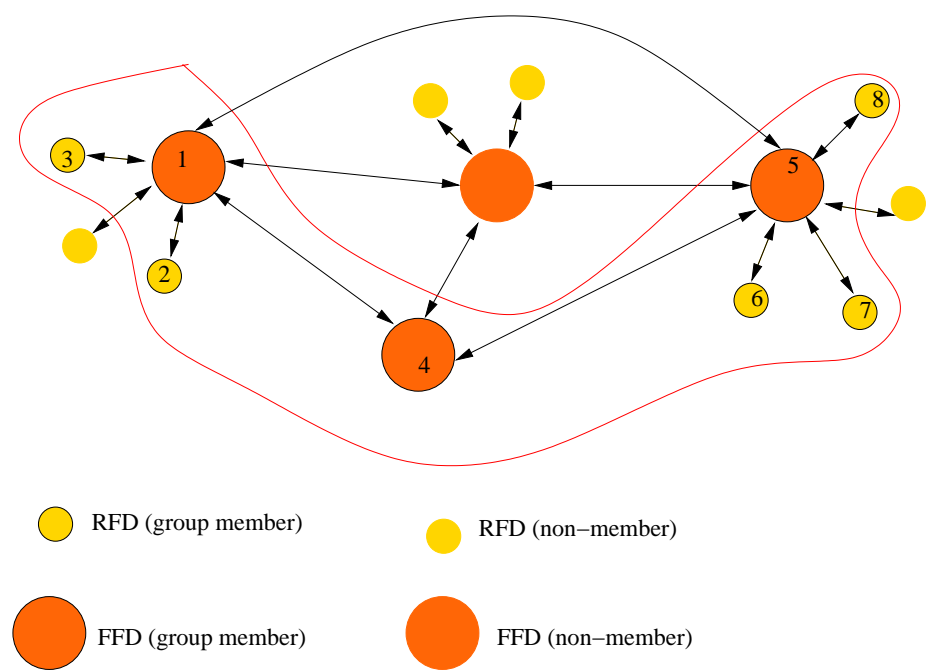 8
3
1
5
2
6
7
4
RFD (group member)
RFD (non−member)
FFD (group member)
FFD (non−member)